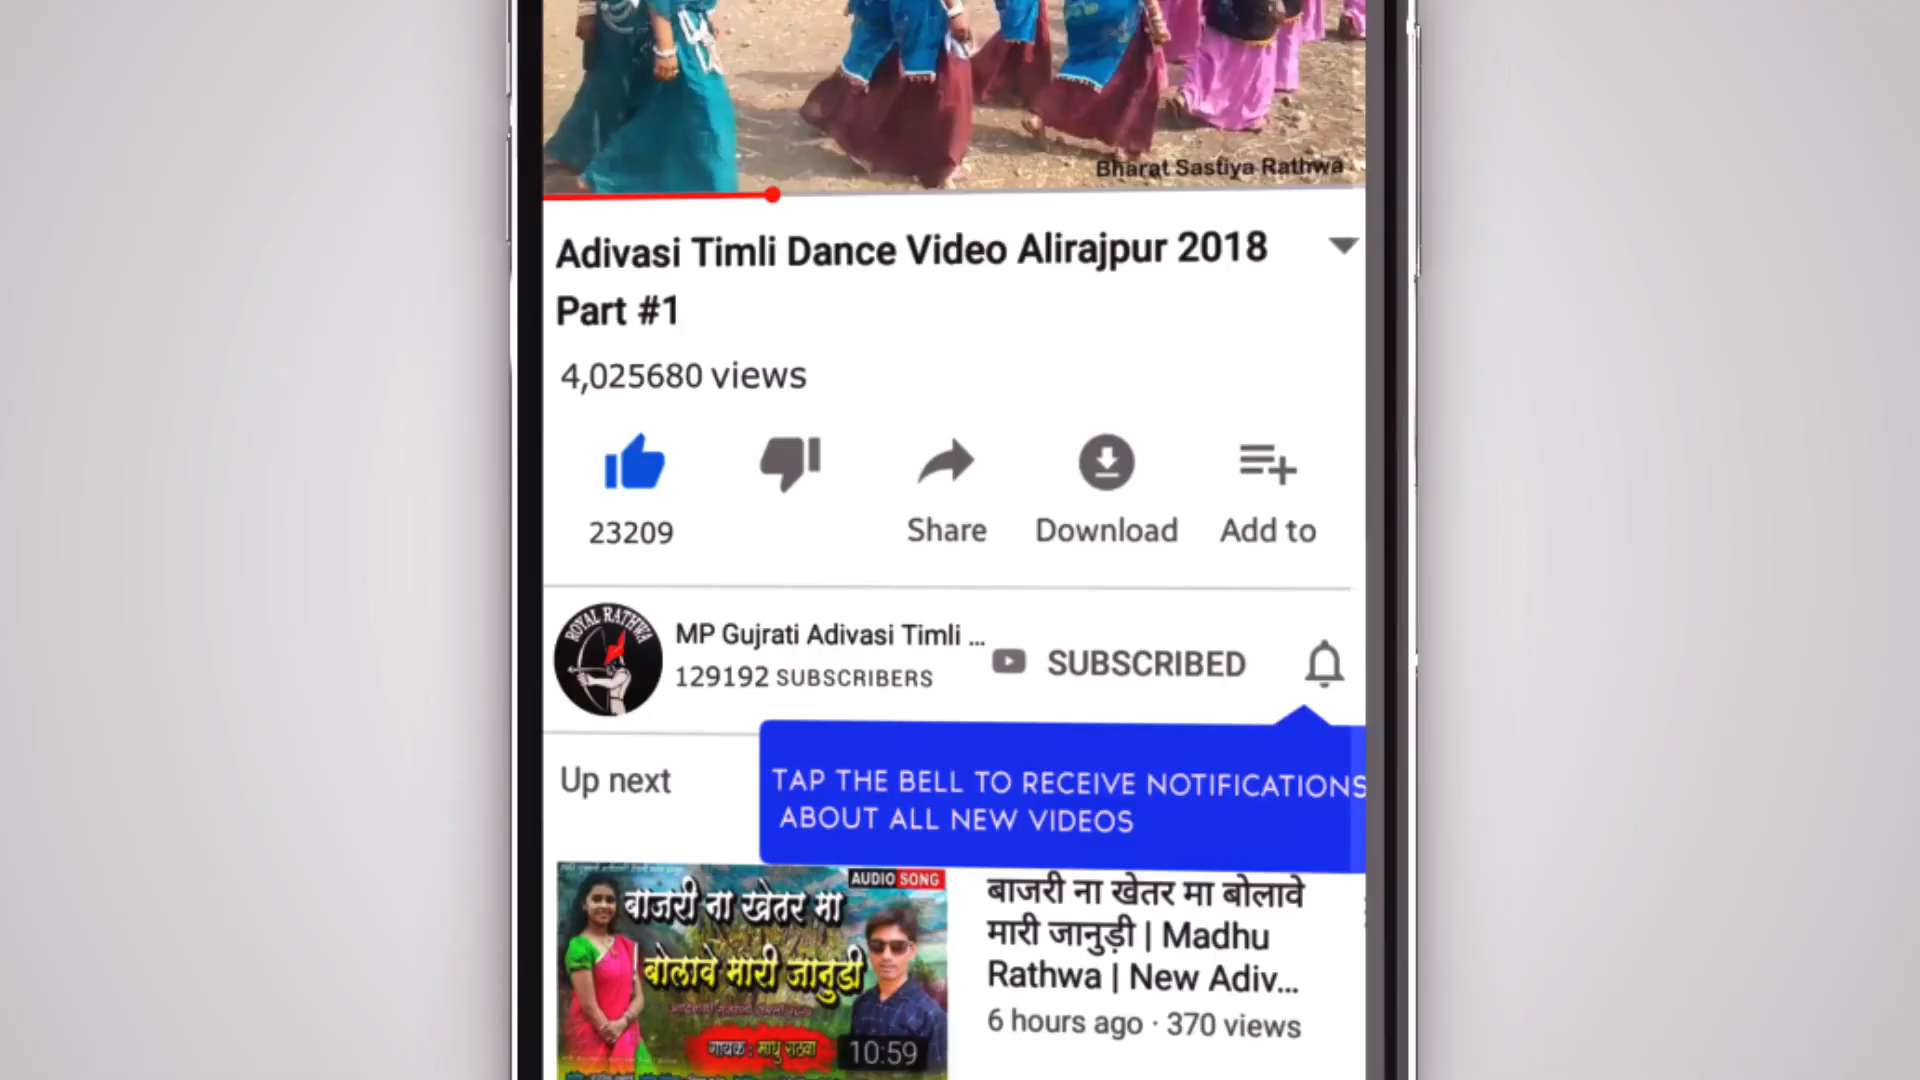 Bharat Sastiya Rathwa
Adivasi Timli Dance Video Alirajpur 2018
Part #1
4,025680 views
23209
Share
Download
Add to
ROYAL RATHWA
MP Gujrati Adivasi Timli ...
129192 SUBSCRIBERS
SUBSCRIBED
TAP THE BELL TO RECEIVE NOTIFICATIONS
ABOUT ALL NEW VIDEOS
Up next
AUDIO SONG
बाजरी ना खेतर मा
बोलावे मारी जानुडी
गायक : माधु राठवा
10:59
बाजरी ना खेतर मा बोलावे
मारी जानुड़ी | Madhu
Rathwa | New Adiv...
6 hours ago · 370 views